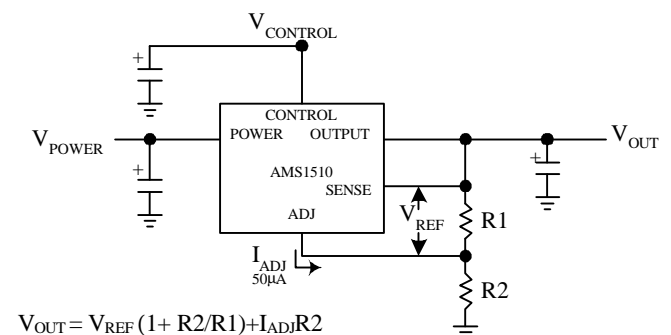 VCONTROL
+
CONTROL
VPOWER
POWER OUTPUT
VOUT
+
+
AMS1510
SENSE
ADJ
VREF
R1
IADJ
50µA
R2
VOUT = VREF (1+ R2/R1)+IADJR2